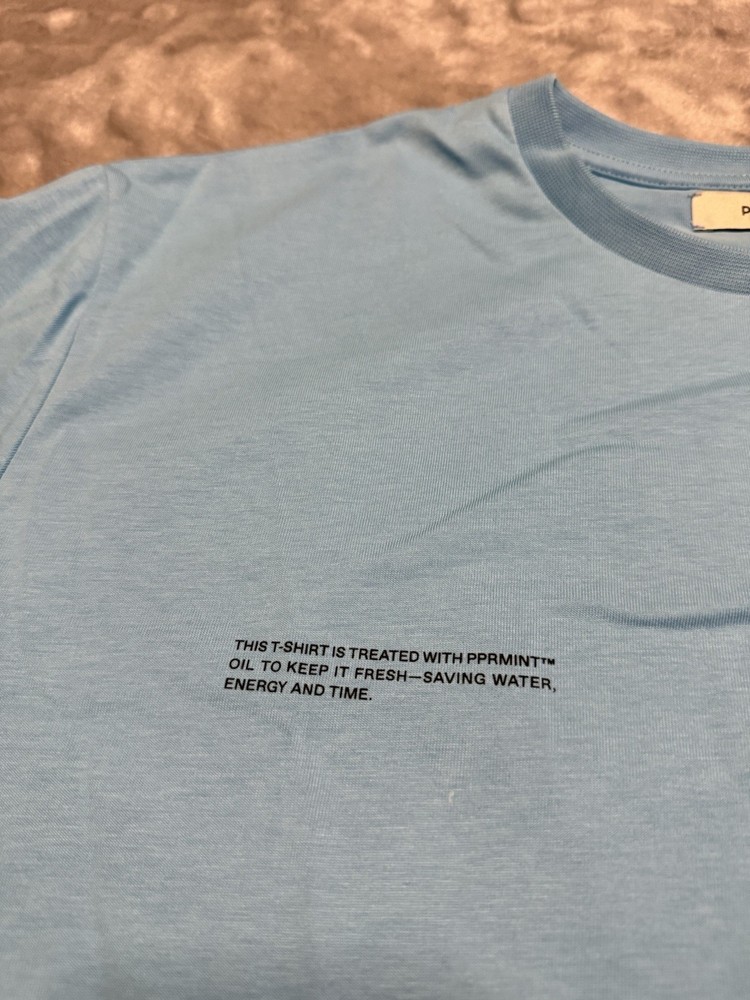 P
THIS T-SHIRT IS TREATED WITH PPRMINT™
OIL TO KEEP IT FRESH—SAVING WATER,
ENERGY AND TIME.